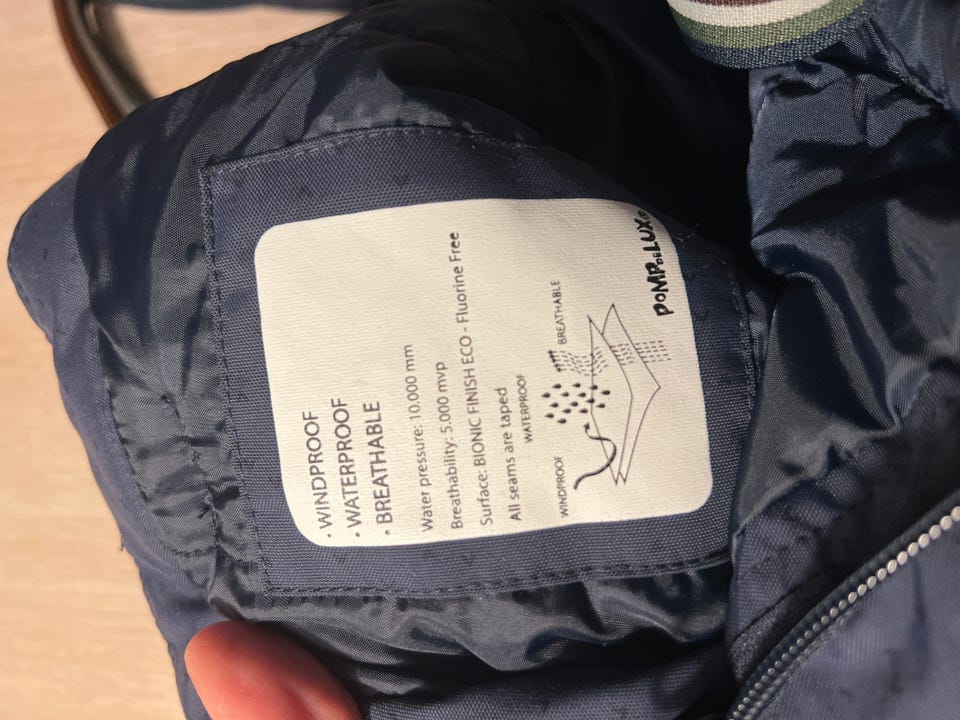 · WINDPROOF
· WATERPROOF
· BREATHABLE
Water pressure: 10.000 mm
Breathability: 5.000 mvp
Surface: BIONIC FINISH ECO - Fluorine Free
All seams are taped
WATERPROOF
WINDPROOF
BREATHABLE
POMPDELUX®